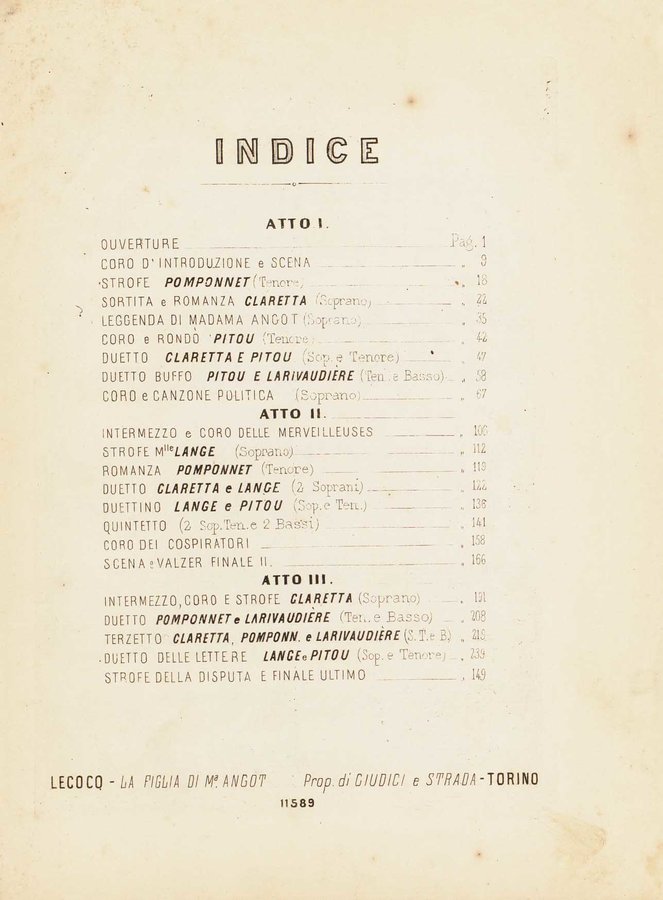 INDICE
ATTO I.
OUVERTURE Pag. 1
CORO D'INTRODUZIONE e SCENA „ 9
STROFE POMPONNET (Tenore) „ 18
SORTITA e ROMANZA CLARETTA (Soprano) „ 22
LEGGENDA DI MADAMA ANGOT (Soprano) „ 35
CORO e RONDÒ PITOU (Tenore) „ 42
DUETTO CLARETTA E PITOU (Sop. e Tenore) „ 47
DUETTO BUFFO PITOU E LARIVAUDIÈRE (Ten. e Basso) „ 58
CORO e CANZONE POLITICA (Soprano) „ 67
ATTO II.
INTERMEZZO e CORO DELLE MERVEILLEUSES „ 106
STROFE Mlle LANGE (Soprano) „ 112
ROMANZA POMPONNET (Tenore) „ 119
DUETTO CLARETTA e LANGE (2 Soprani) „ 122
DUETTINO LANGE e PITOU (Sop. e Ten.) „ 136
QUINTETTO (2 Sop. Ten. e 2 Bassi) „ 141
CORO DEI COSPIRATORI „ 158
SCENA e VALZER FINALE II. „ 166
ATTO III.
INTERMEZZO, CORO E STROFE CLARETTA (Soprano) „ 191
DUETTO POMPONNET e LARIVAUDIÈRE (Ten. e Basso) „ 208
TERZETTO CLARETTA, POMPONN. e LARIVAUDIÈRE (S. T. e B.) „ 218
DUETTO DELLE LETTERE LANGE e PITOU (Sop. e Tenore) „ 239
STROFE DELLA DISPUTA E FINALE ULTIMO „ 149
LECOCQ - LA FIGLIA DI Ma. ANGOT Prop. di GIUDICI e STRADA - TORINO
11589